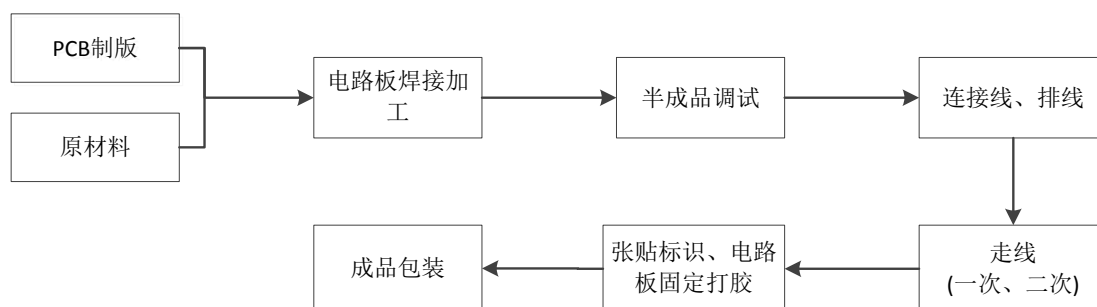 PCB制版
原材料
电路板焊接加
工
半成品调试
连接线、排线
走线
(一次、二次)
张贴标识、电路
板固定打胶
成品包装